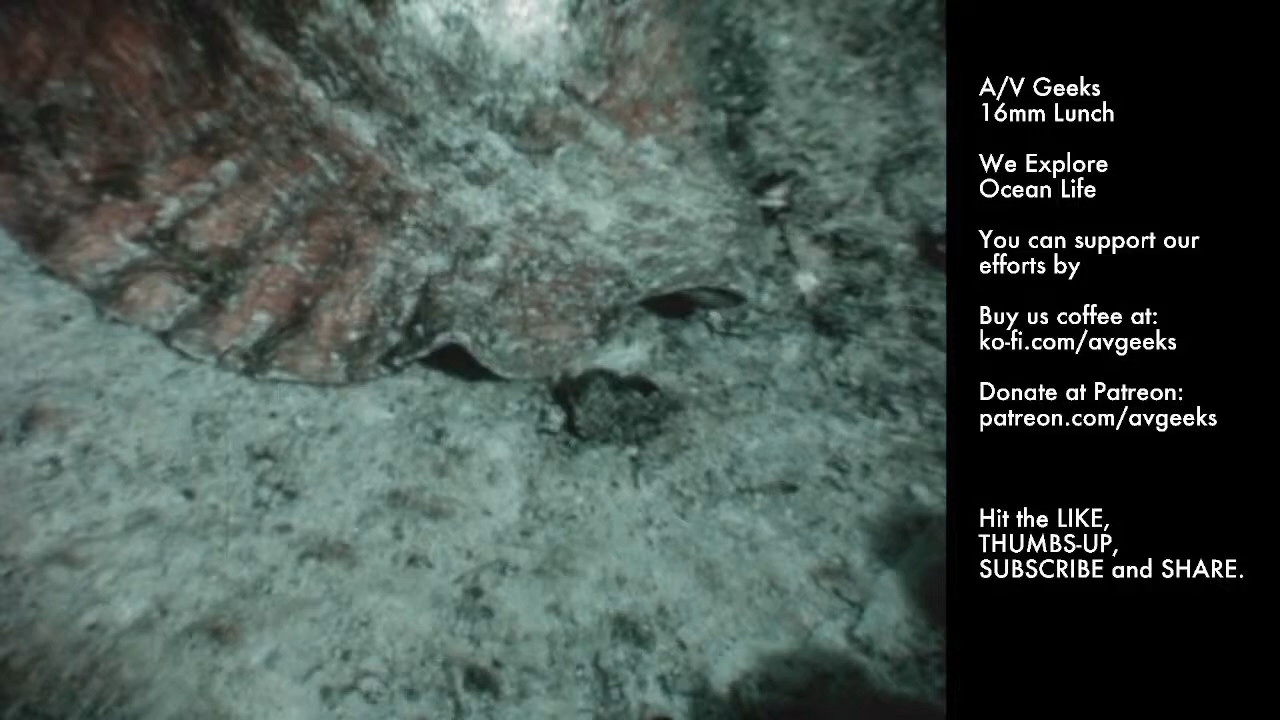 A/V Geeks
16mm Lunch
We Explore
Ocean Life
You can support our
efforts by
Buy us coffee at:
ko-fi.com/avgeeks
Donate at Patreon:
patreon.com/avgeeks
Hit the LIKE,
THUMBS-UP,
SUBSCRIBE and SHARE.